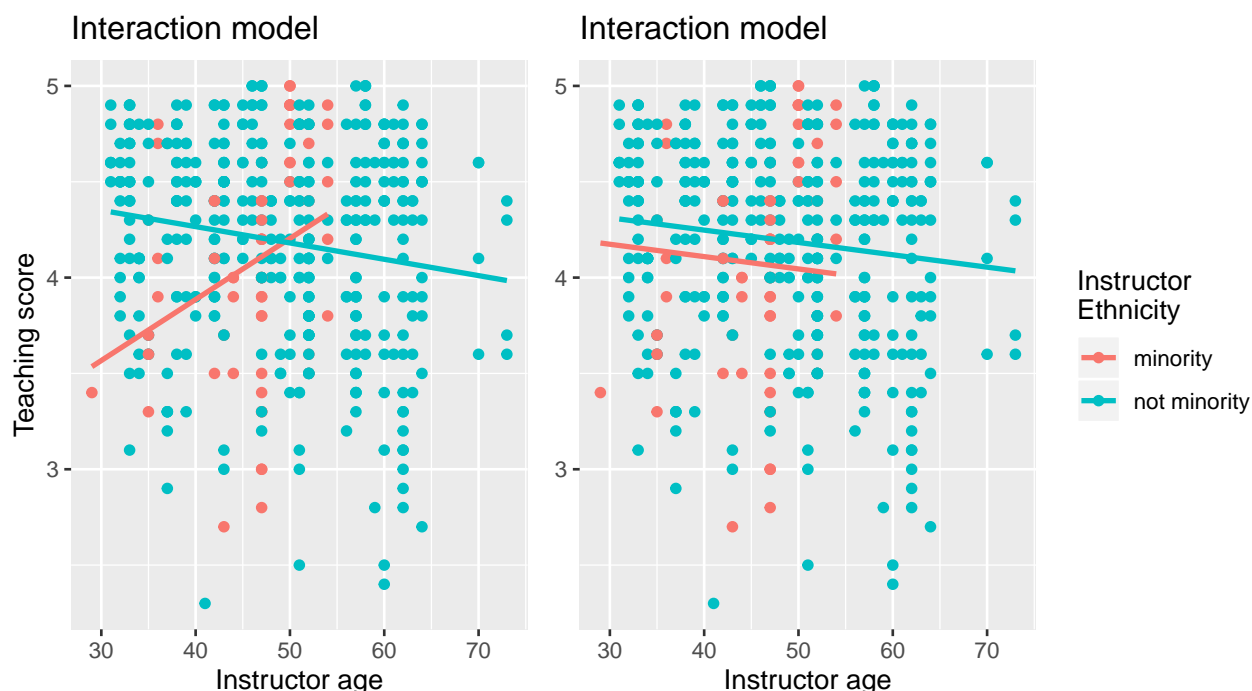 Interaction model
Interaction model
5
4
3
Teaching score
30 40 50 60 70
Instructor age
5
4
3
30 40 50 60 70
Instructor age
Instructor
Ethnicity
minority
not minority